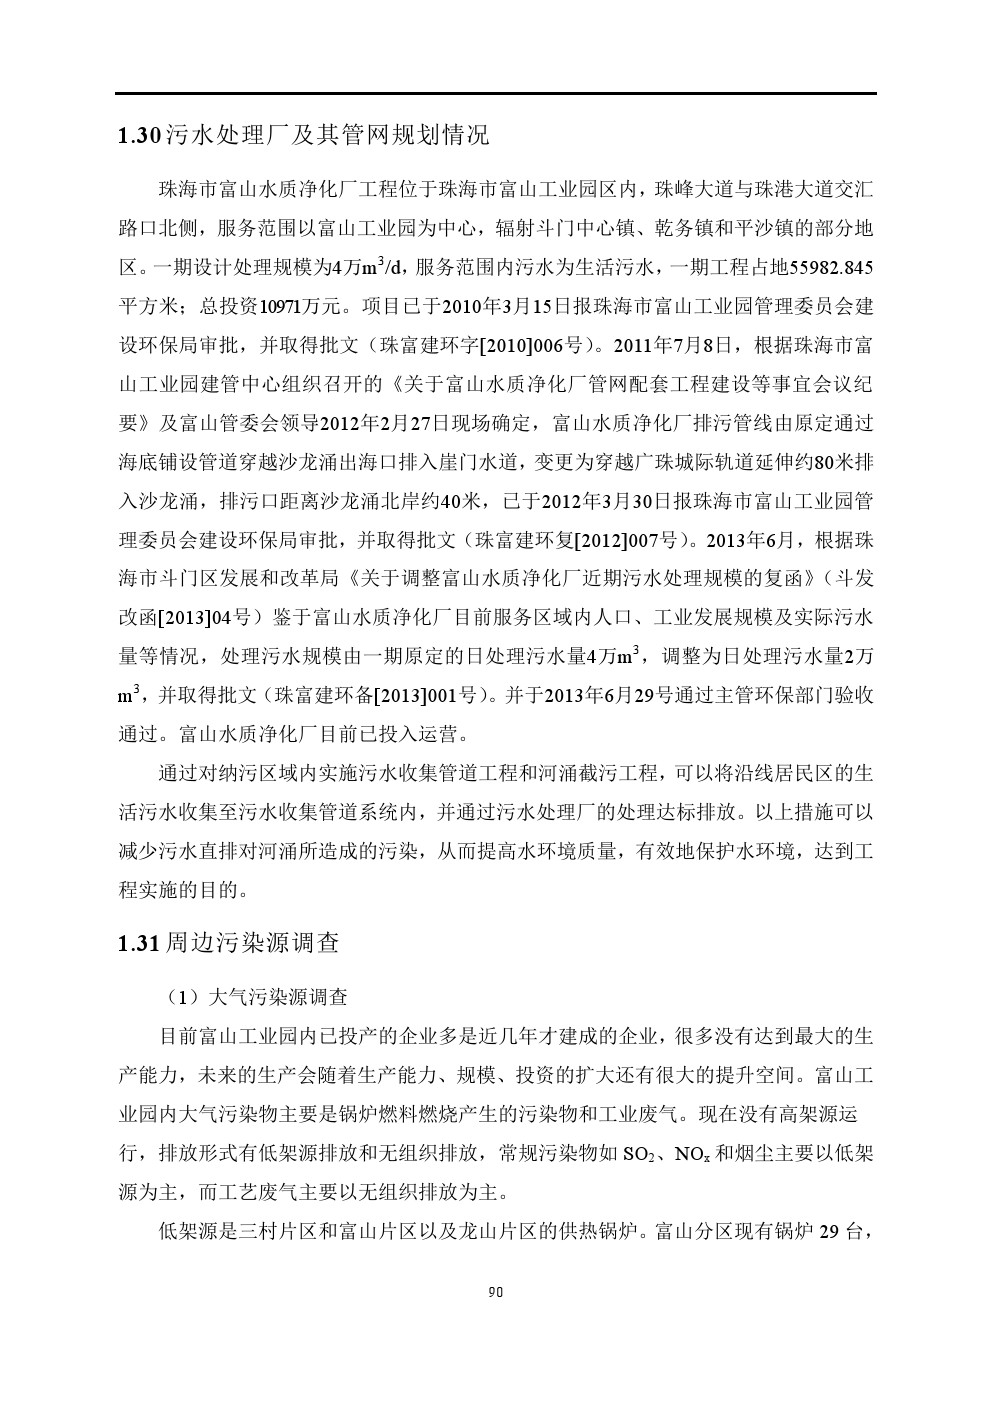 1.30 污水处理厂及其管网规划情况
珠海市富山水质净化厂工程位于珠海市富山工业园区内，珠峰大道与珠港大道交汇
路口北侧，服务范围以富山工业园为中心，辐射斗门中心镇、乾务镇和平沙镇的部分地
区。一期设计处理规模为4万m³/d，服务范围内污水为生活污水，一期工程占地55982.845
平方米；总投资10971万元。项目已于2010年3月15日报珠海市富山工业园管理委员会建
设环保局审批，并取得批文（珠富建环字[2010]006号）。2011年7月8日，根据珠海市富
山工业园建管中心组织召开的《关于富山水质净化厂管网配套工程建设等事宜会议纪
要》及富山管委会领导2012年2月27日现场确定，富山水质净化厂排污管线由原定通过
海底铺设管道穿越沙龙涌出海口排入崖门水道，变更为穿越广珠城际轨道延伸约80米排
入沙龙涌，排污口距离沙龙涌北岸约40米，已于2012年3月30日报珠海市富山工业园管
理委员会建设环保局审批，并取得批文（珠富建环复[2012]007号）。2013年6月，根据珠
海市斗门区发展和改革局《关于调整富山水质净化厂近期污水处理规模的复函》（斗发
改函[2013]04号）鉴于富山水质净化厂目前服务区域内人口、工业发展规模及实际污水
量等情况，处理污水规模由一期原定的日处理污水量4万m³，调整为日处理污水量2万
m³，并取得批文（珠富建环备[2013]001号）。并于2013年6月29号通过主管环保部门验收
通过。富山水质净化厂目前已投入运营。
通过对纳污区域内实施污水收集管道工程和河涌截污工程，可以将沿线居民区的生
活污水收集至污水收集管道系统内，并通过污水处理厂的处理达标排放。以上措施可以
减少污水直排对河涌所造成的污染，从而提高水环境质量，有效地保护水环境，达到工
程实施的目的。
1.31 周边污染源调查
（1）大气污染源调查
目前富山工业园内已投产的企业多是近几年才建成的企业，很多没有达到最大的生
产能力，未来的生产会随着生产能力、规模、投资的扩大还有很大的提升空间。富山工
业园内大气污染物主要是锅炉燃料燃烧产生的污染物和工业废气。现在没有高架源运
行，排放形式有低架源排放和无组织排放，常规污染物如 SO₂、NOₓ 和烟尘主要以低架
源为主，而工艺废气主要以无组织排放为主。
低架源是三村片区和富山片区以及龙山片区的供热锅炉。富山分区现有锅炉 29 台，
90